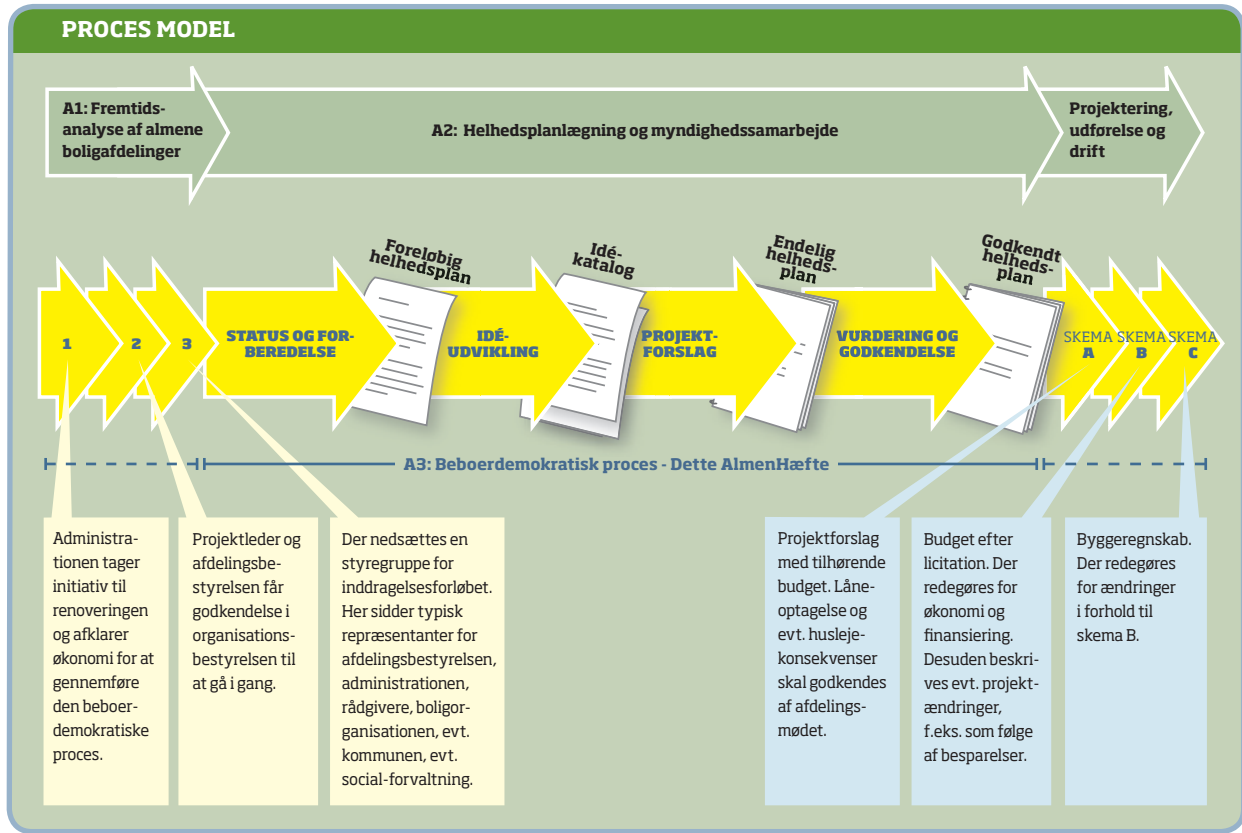 PROCES MODEL
A1: Fremtids-
analyse af almene
boligafdelinger
A2: Helhedsplanlægning og myndighedssamarbejde
Projektering,
udførelse og
drift
Foreløbig
helhedsplan
Idé-
katalog
Endelig
helheds-
plan
Godkendt
helheds-
plan
1
2
3
STATUS OG FOR-
BEREDELSE
IDÉ-
UDVIKLING
PROJEKT-
FORSLAG
VURDERING OG
GODKENDELSE
SKEMA
A
SKEMA
B
SKEMA
C
A3: Beboerdemokratisk proces - Dette AlmenHæfte
Administra-
tionen tager
initiativ til
renoveringen
og afklarer
økonomi for at
gennemføre
den beboer-
demokratiske
proces.
Projektleder og
afdelingsbe-
styrelsen får
godkendelse i
organisations-
bestyrelsen til
at gå i gang.
Der nedsættes en
styregruppe for
inddragelsesforløbet.
Her sidder typisk
repræsentanter for
afdelingsbestyrelsen,
administrationen,
rådgivere, boligor-
ganisationen, evt.
kommunen, evt.
social-forvaltning.
Projektforslag
med tilhørende
budget. Låne-
optagelse og
evt. husleje-
konsekvenser
skal godkendes
af afdelings-
mødet.
Budget efter
licitation. Der
redegøres for
økonomi og
finansiering.
Desuden beskri-
ves evt. projekt-
ændringer,
f.eks. som følge
af besparelser.
Byggeregnskab.
Der redegøres
for ændringer
i forhold til
skema B.